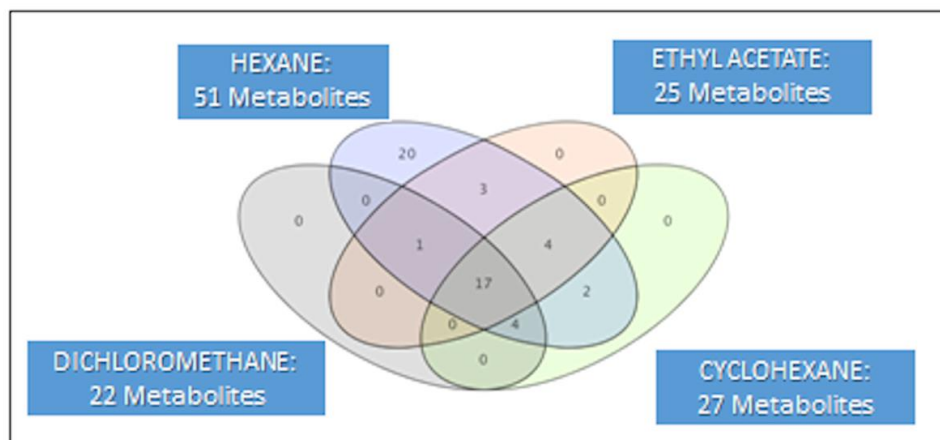 HEXANE:
51 Metabolites
ETHYL ACETATE:
25 Metabolites
20
0
3
0
0
0
0
1
4
17
0
2
0
4
0
DICHLOROMETHANE:
22 Metabolites
CYCLOHEXANE:
27 Metabolites